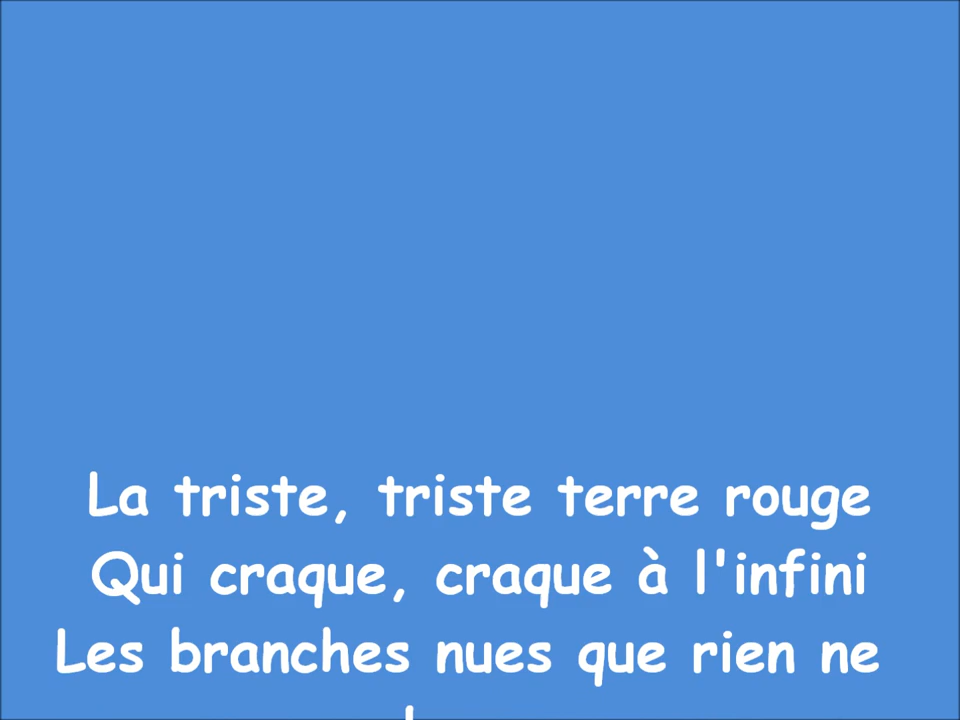 La triste, triste terre rouge
Qui craque, craque à l'infini
Les branches nues que rien ne